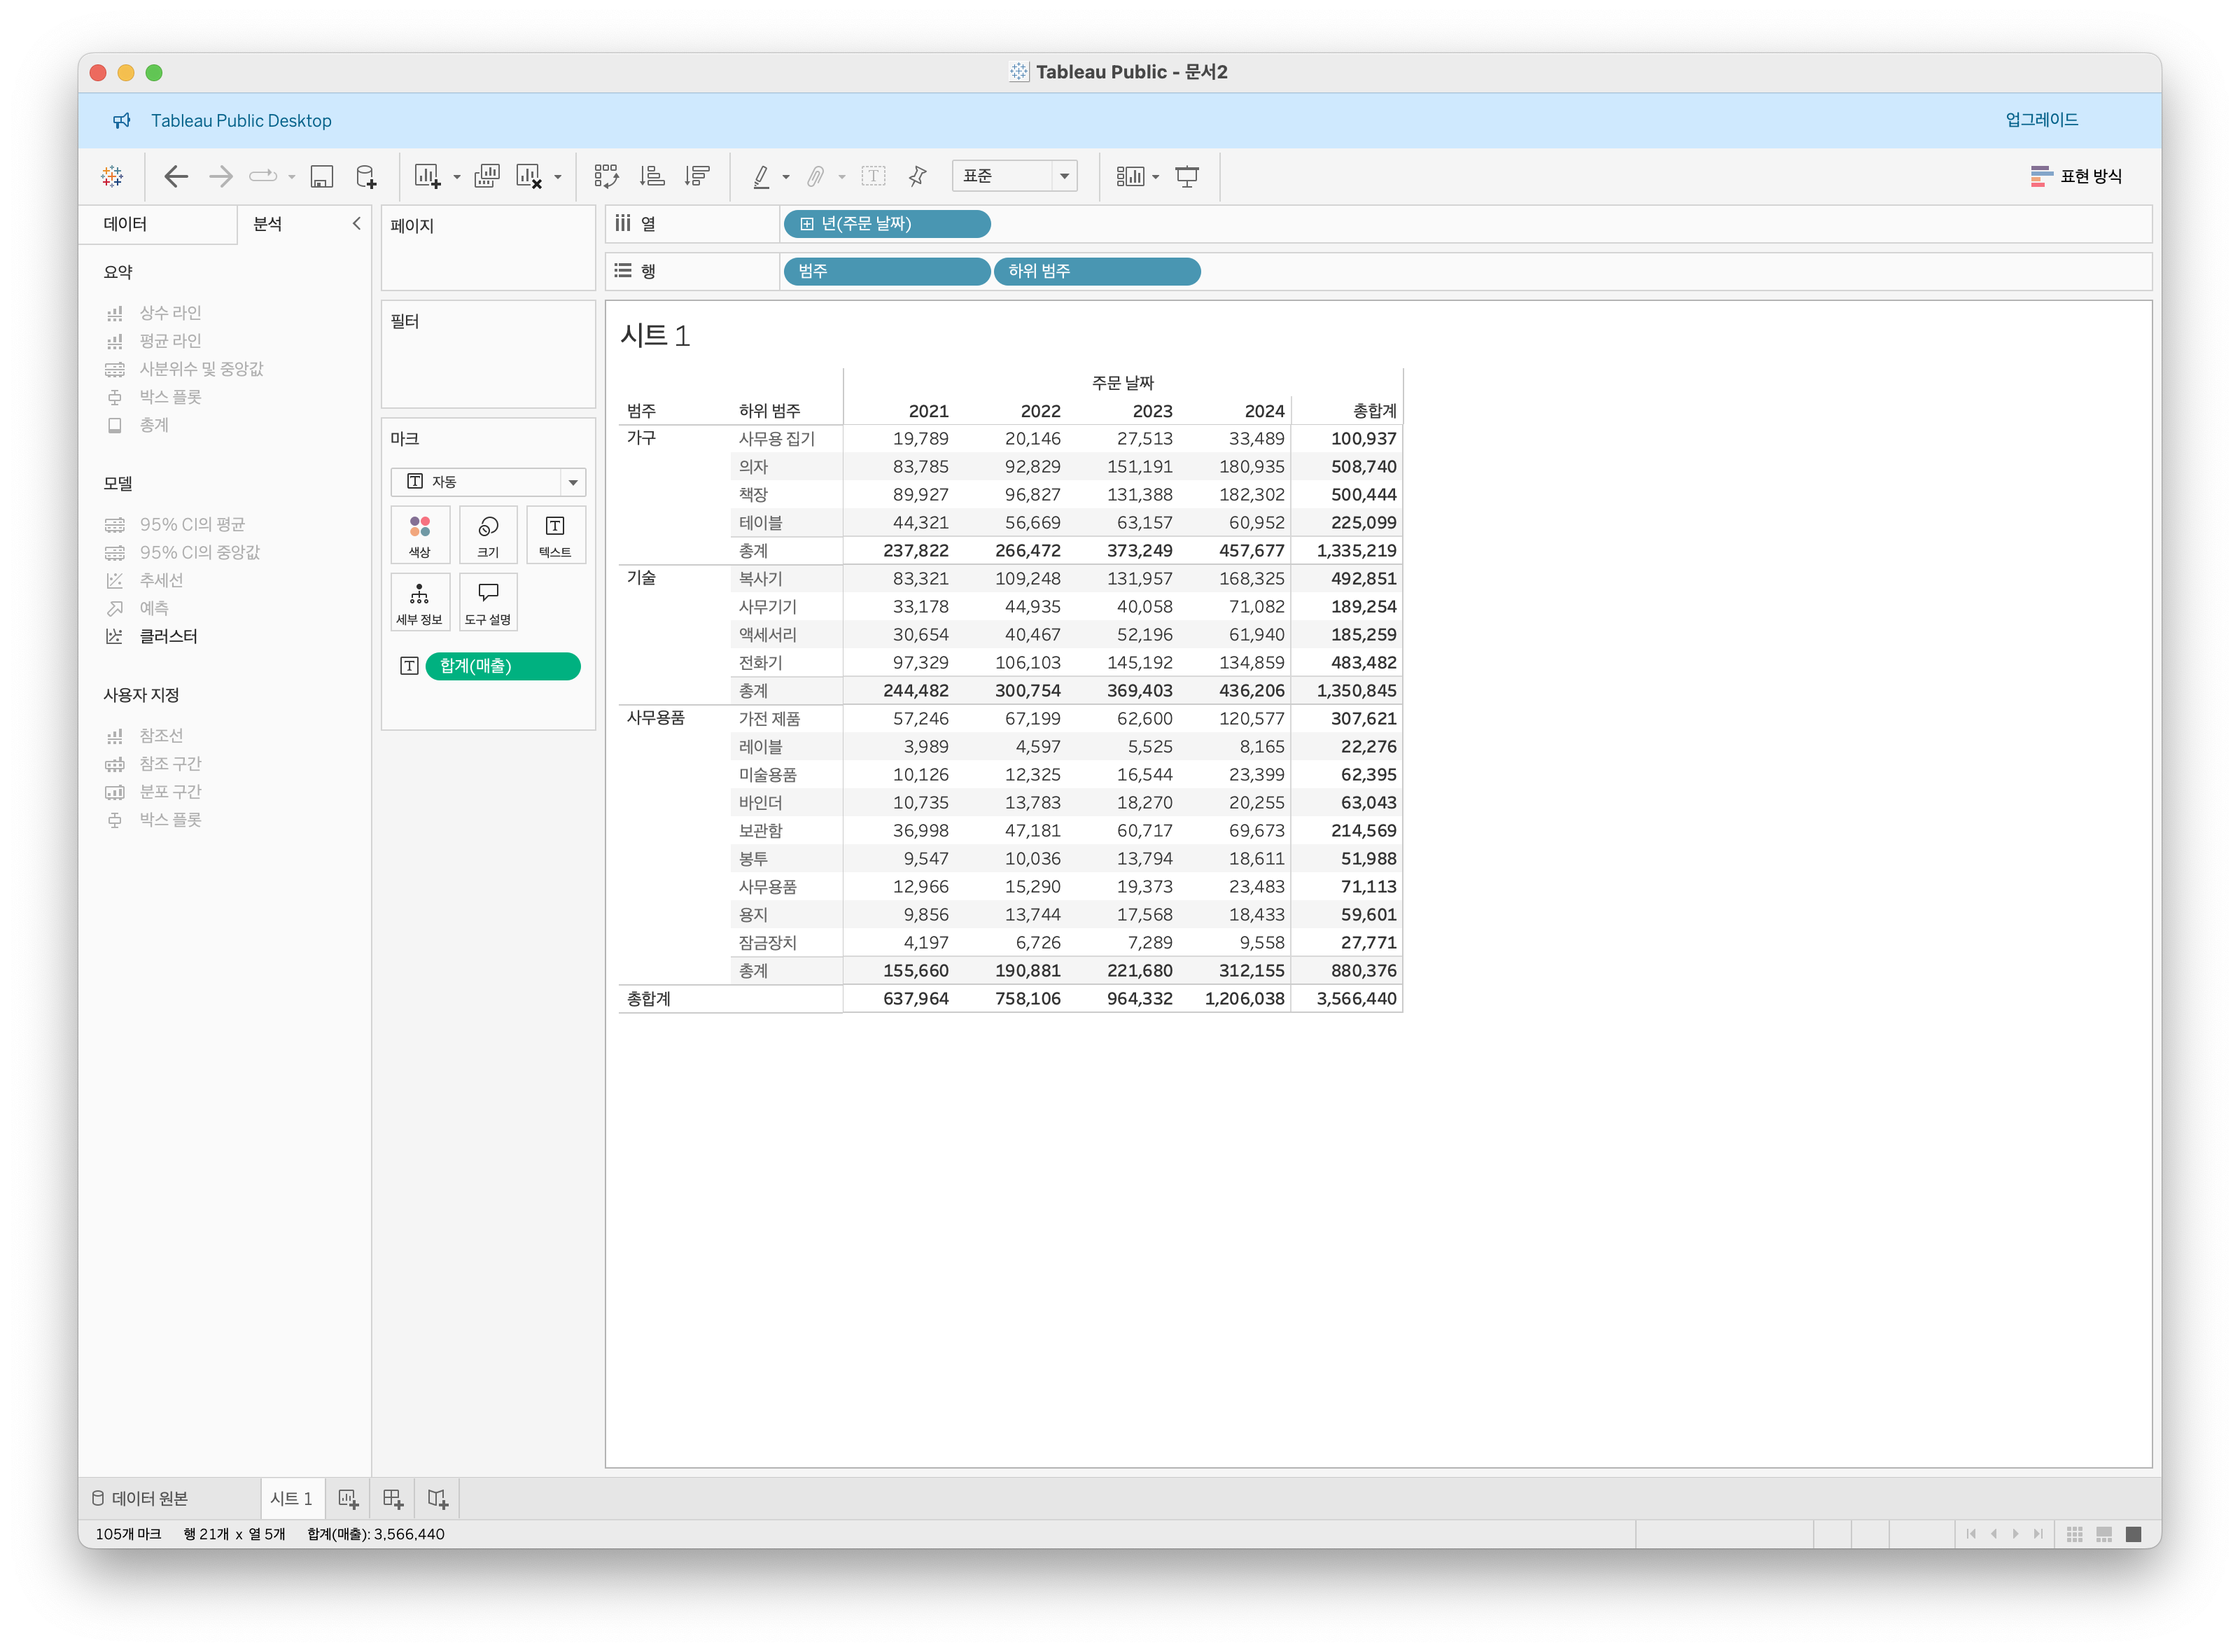 Tableau Public - 문서2
Tableau Public Desktop
업그레이드
표준
표현 방식
데이터
분석
요약
상수 라인
평균 라인
사분위수 및 중앙값
박스 플롯
총계
모델
95% CI의 평균
95% CI의 중앙값
추세선
예측
클러스터
사용자 지정
참조선
참조 구간
분포 구간
박스 플롯
페이지
필터
마크
자동
색상 크기 텍스트
세부 정보 도구 설명
합계(매출)
열 년(주문 날짜)
행 범주 하위 범주
시트 1
주문 날짜
범주 하위 범주 2021 2022 2023 2024 총합계
가구 사무용 집기 19,789 20,146 27,513 33,489 100,937
의자 83,785 92,829 151,191 180,935 508,740
책장 89,927 96,827 131,388 182,302 500,444
테이블 44,321 56,669 63,157 60,952 225,099
총계 237,822 266,472 373,249 457,677 1,335,219
기술 복사기 83,321 109,248 131,957 168,325 492,851
사무기기 33,178 44,935 40,058 71,082 189,254
액세서리 30,654 40,467 52,196 61,940 185,259
전화기 97,329 106,103 145,192 134,859 483,482
총계 244,482 300,754 369,403 436,206 1,350,845
사무용품 가전 제품 57,246 67,199 62,600 120,577 307,621
레이블 3,989 4,597 5,525 8,165 22,276
미술용품 10,126 12,325 16,544 23,399 62,395
바인더 10,735 13,783 18,270 20,255 63,043
보관함 36,998 47,181 60,717 69,673 214,569
봉투 9,547 10,036 13,794 18,611 51,988
사무용품 12,966 15,290 19,373 23,483 71,113
용지 9,856 13,744 17,568 18,433 59,601
잠금장치 4,197 6,726 7,289 9,558 27,771
총계 155,660 190,881 221,680 312,155 880,376
총합계 637,964 758,106 964,332 1,206,038 3,566,440
데이터 원본 시트 1
105개 마크 행 21개 x 열 5개 합계(매출): 3,566,440